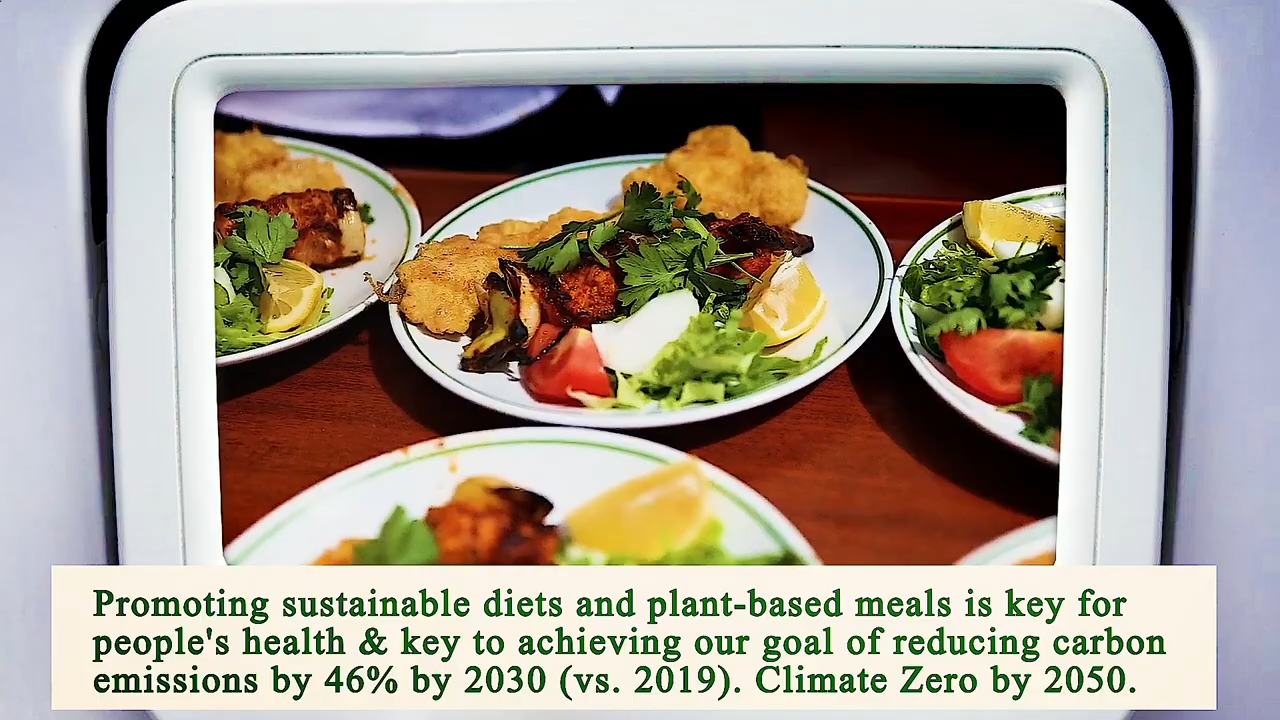 Promoting sustainable diets and plant-based meals is key for
people's health & key to achieving our goal of reducing carbon
emissions by 46% by 2030 (vs. 2019). Climate Zero by 2050.